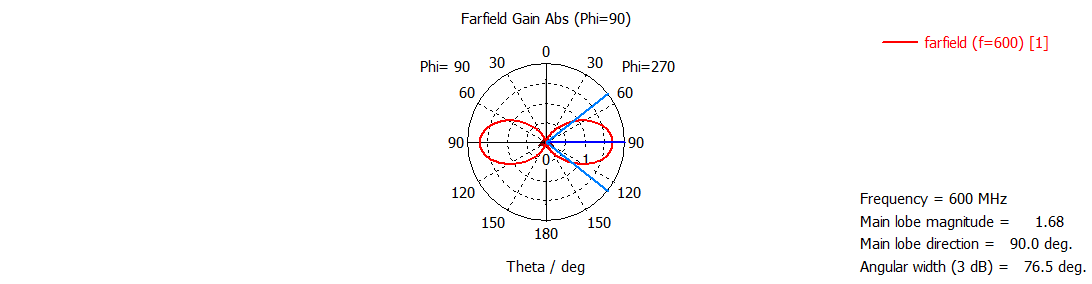 Farfield Gain Abs (Phi=90)
farfield (f=600) [1]
0
Phi= 90
30
30
Phi=270
60
60
90
90
0
1
120
120
150
150
180
Theta / deg
Frequency = 600 MHz
Main lobe magnitude = 1.68
Main lobe direction = 90.0 deg.
Angular width (3 dB) = 76.5 deg.